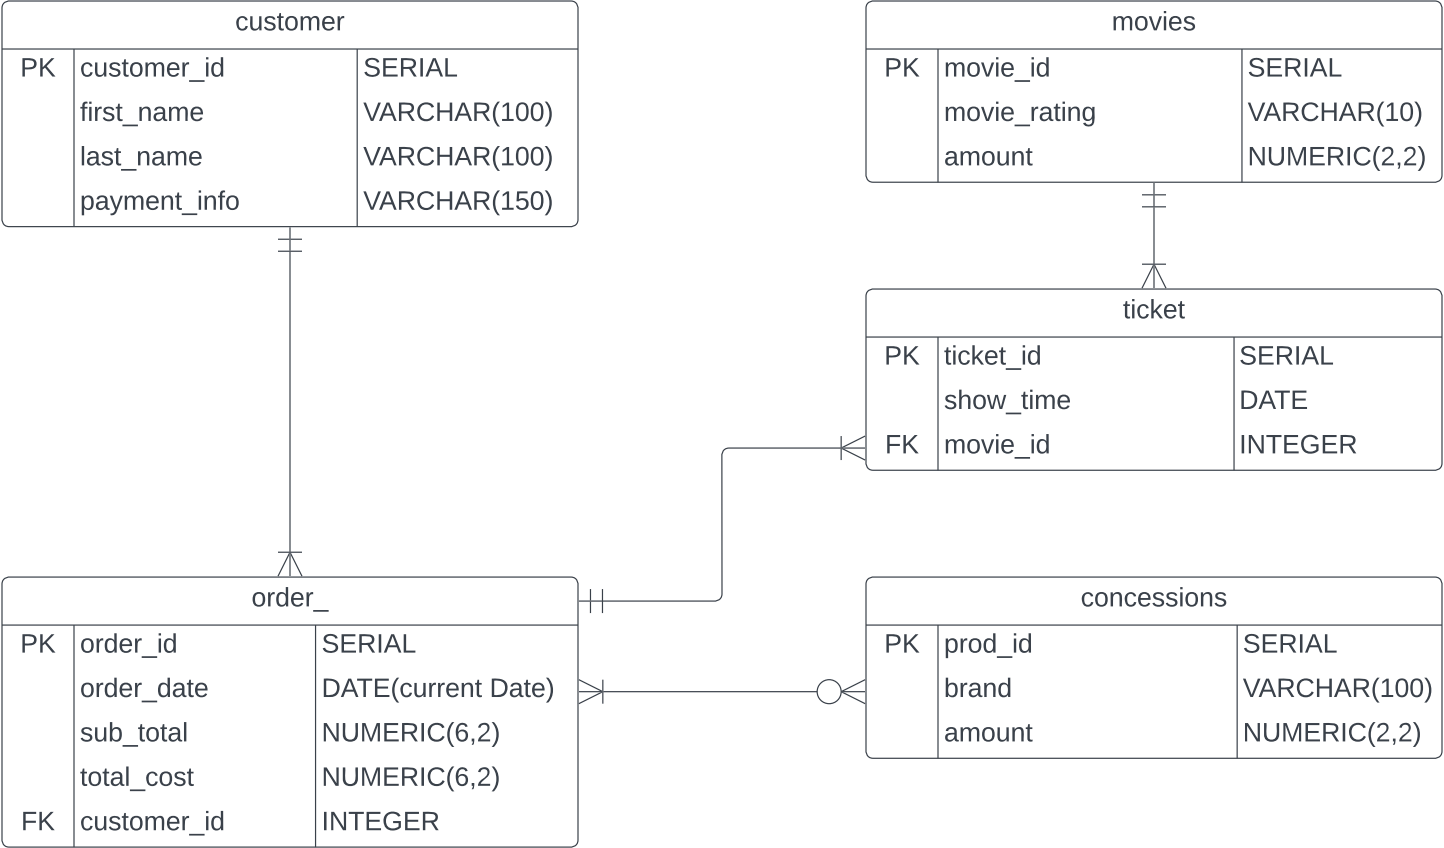 customer
PK customer_id SERIAL
first_name VARCHAR(100)
last_name VARCHAR(100)
payment_info VARCHAR(150)
movies
PK movie_id SERIAL
movie_rating VARCHAR(10)
amount NUMERIC(2,2)
ticket
PK ticket_id SERIAL
show_time DATE
FK movie_id INTEGER
order_
PK order_id SERIAL
order_date DATE(current Date)
sub_total NUMERIC(6,2)
total_cost NUMERIC(6,2)
FK customer_id INTEGER
concessions
PK prod_id SERIAL
brand VARCHAR(100)
amount NUMERIC(2,2)